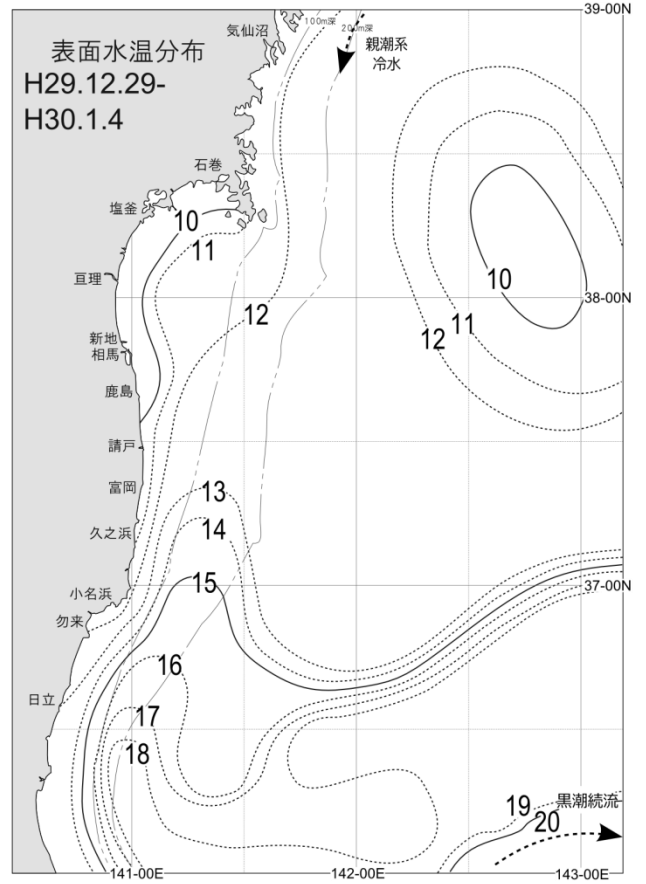 39-00N
気仙沼
100m深
200m深
表面水温分布
H29.12.29-
H30.1.4
親潮系
冷水
石巻
塩釜
10
11
亘理
10
38-00N
12
11
12
新地
相馬
鹿島
請戸
富岡
13
久之浜
14
15
37-00N
小名浜
勿来
16
日立
17
18
19
黒潮続流
20
141-00E
142-00E
143-00E